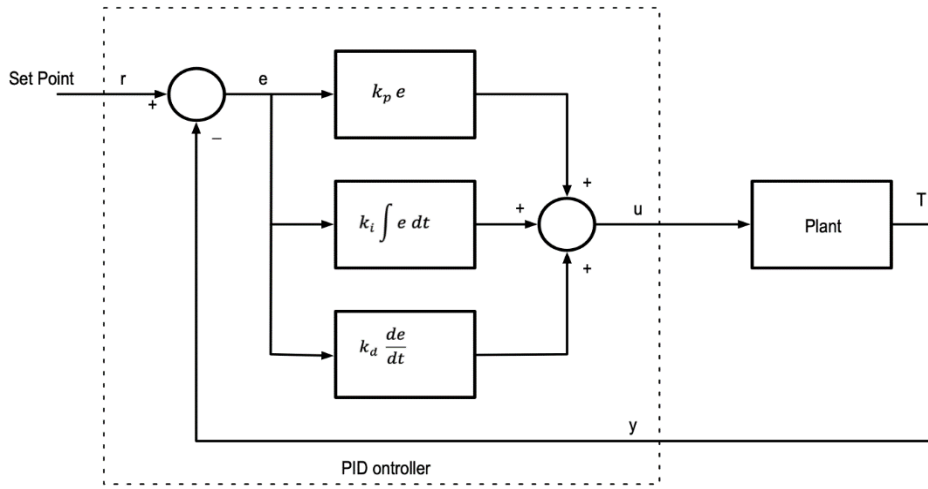 Set Point
r
e
+
−
k_p e
k_i ∫ e dt
k_d de/dt
+
+
+
u
Plant
T
y
PID ontroller